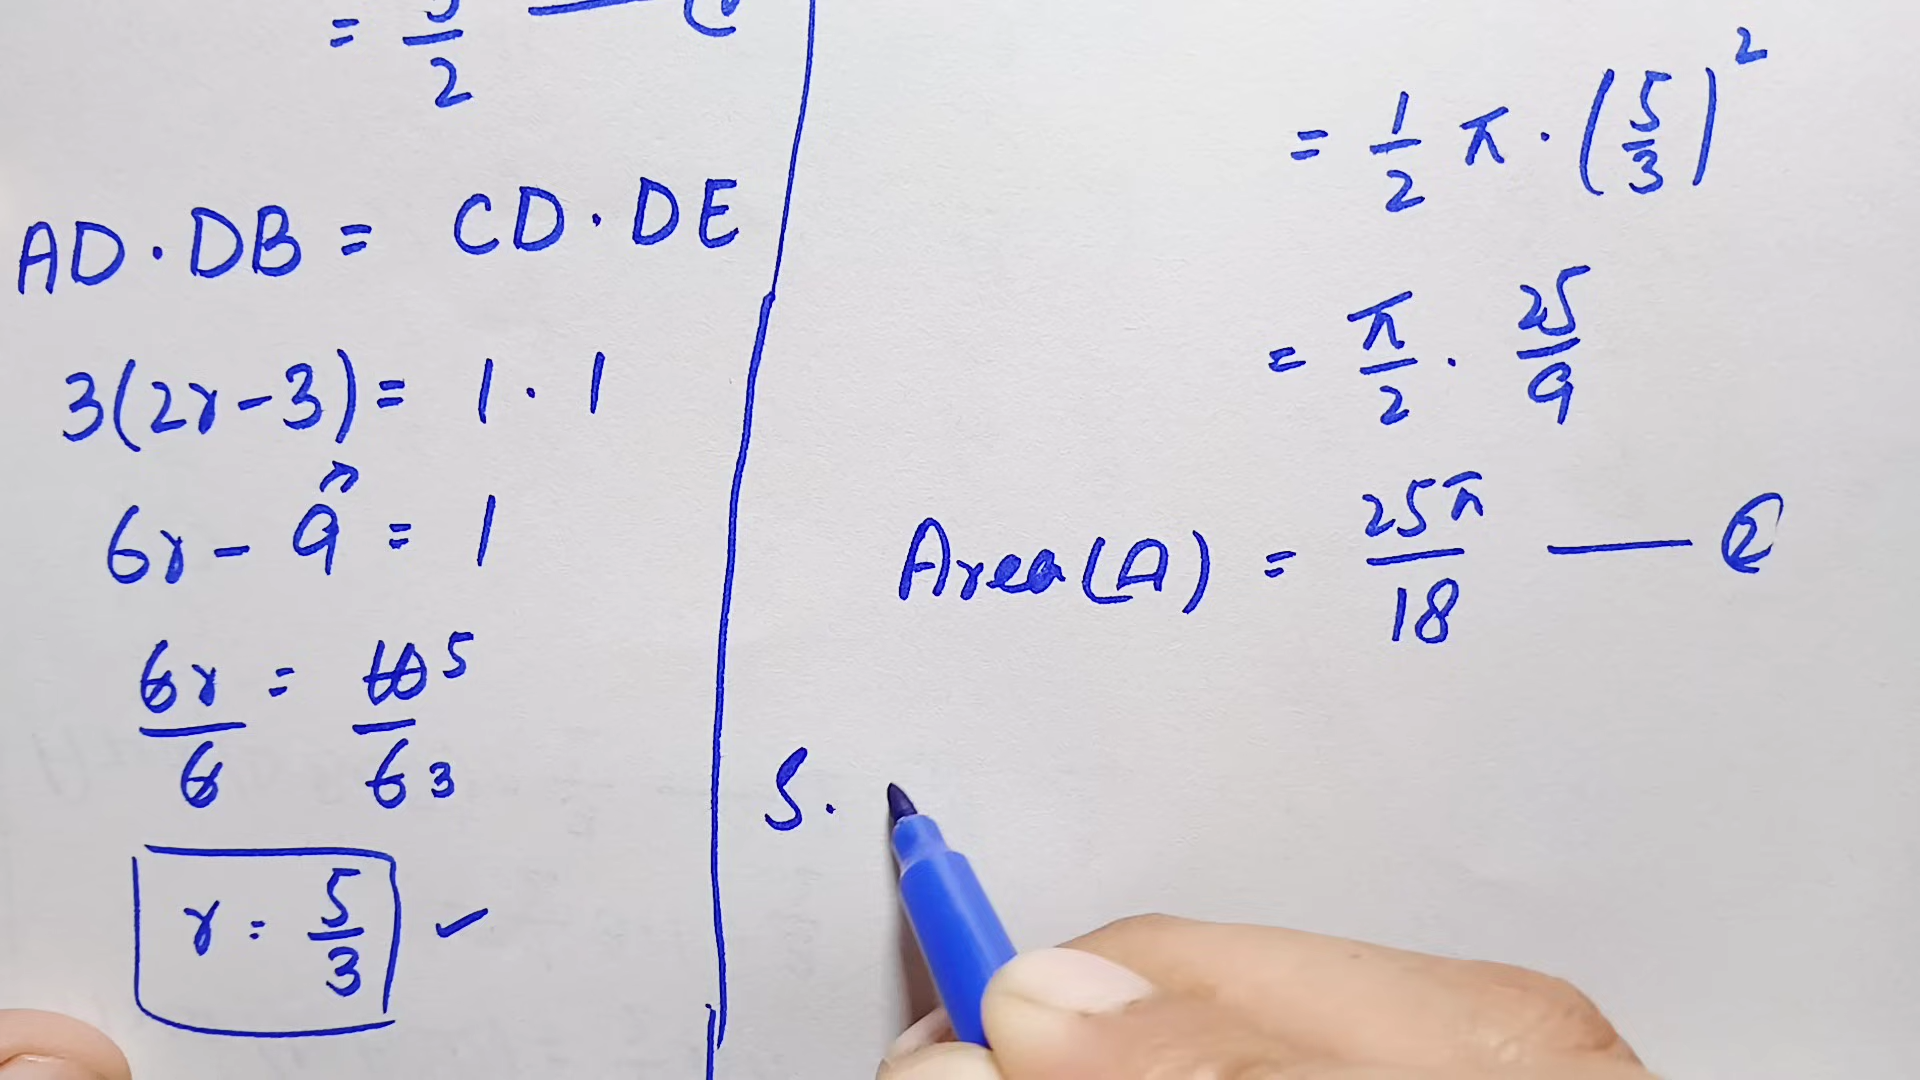 = 5/2 —
AD · DB = CD · DE
3(2r - 3) = 1 · 1
6r - 9 = 1
6r/6 = 10/6 5 3
r = 5/3 ✓
= 1/2 π · (5/3)²
= π/2 · 25/9
Area(A) = 25π/18 — 2
S.